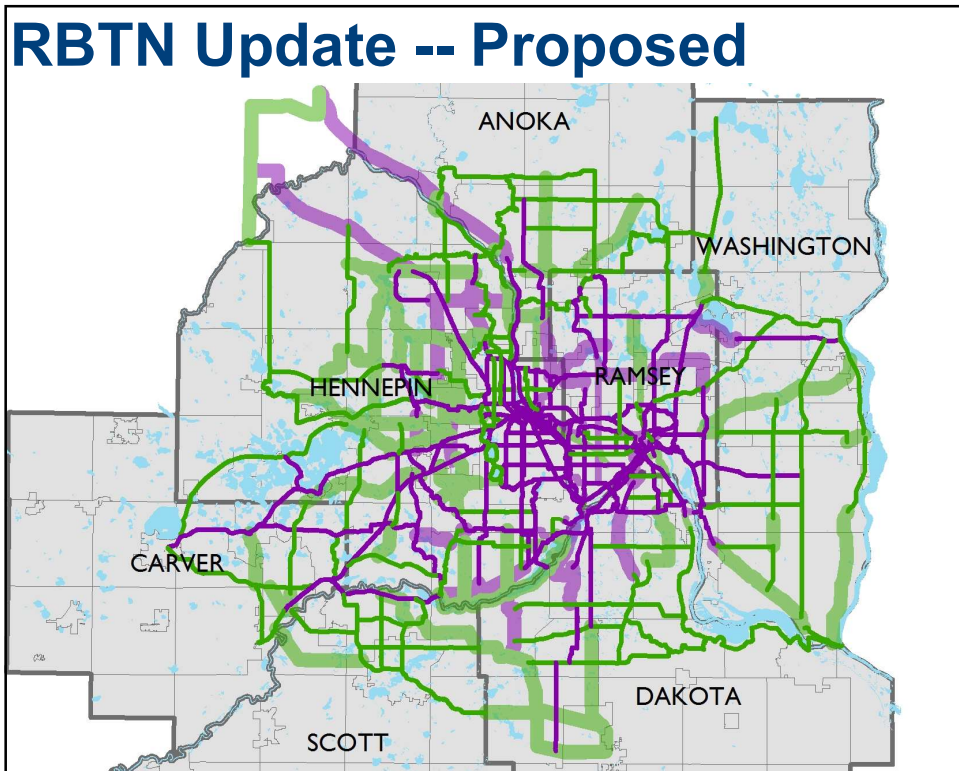 RBTN Update -- Proposed
ANOKA
WASHINGTON
HENNEPIN
RAMSEY
CARVER
DAKOTA
SCOTT